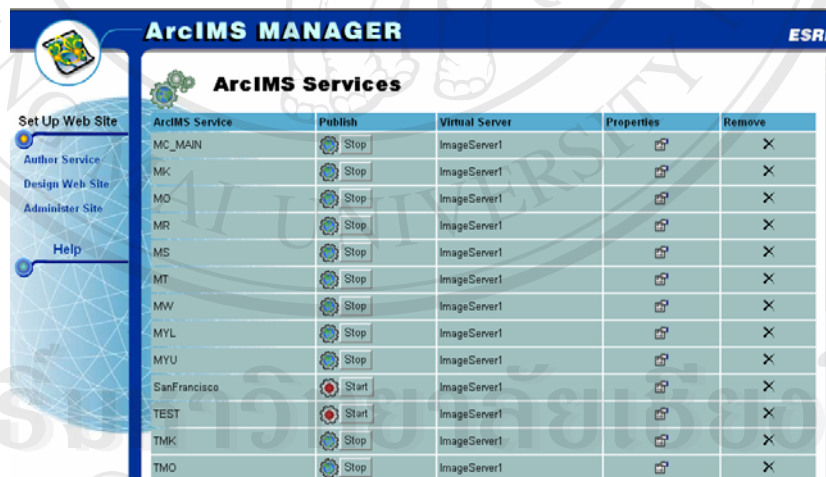 ArcIMS MANAGER
ESRI
ArcIMS Services
Set Up Web Site
Author Service
Design Web Site
Administer Site
Help
ArcIMS Service Publish Virtual Server Properties Remove
MC_MAIN Stop ImageServer1
MK Stop ImageServer1
MO Stop ImageServer1
MR Stop ImageServer1
MS Stop ImageServer1
MT Stop ImageServer1
MW Stop ImageServer1
MYL Stop ImageServer1
MYU Stop ImageServer1
SanFrancisco Start ImageServer1
TEST Start ImageServer1
TMK Stop ImageServer1
TMO Stop ImageServer1
AI UNIVERSITY